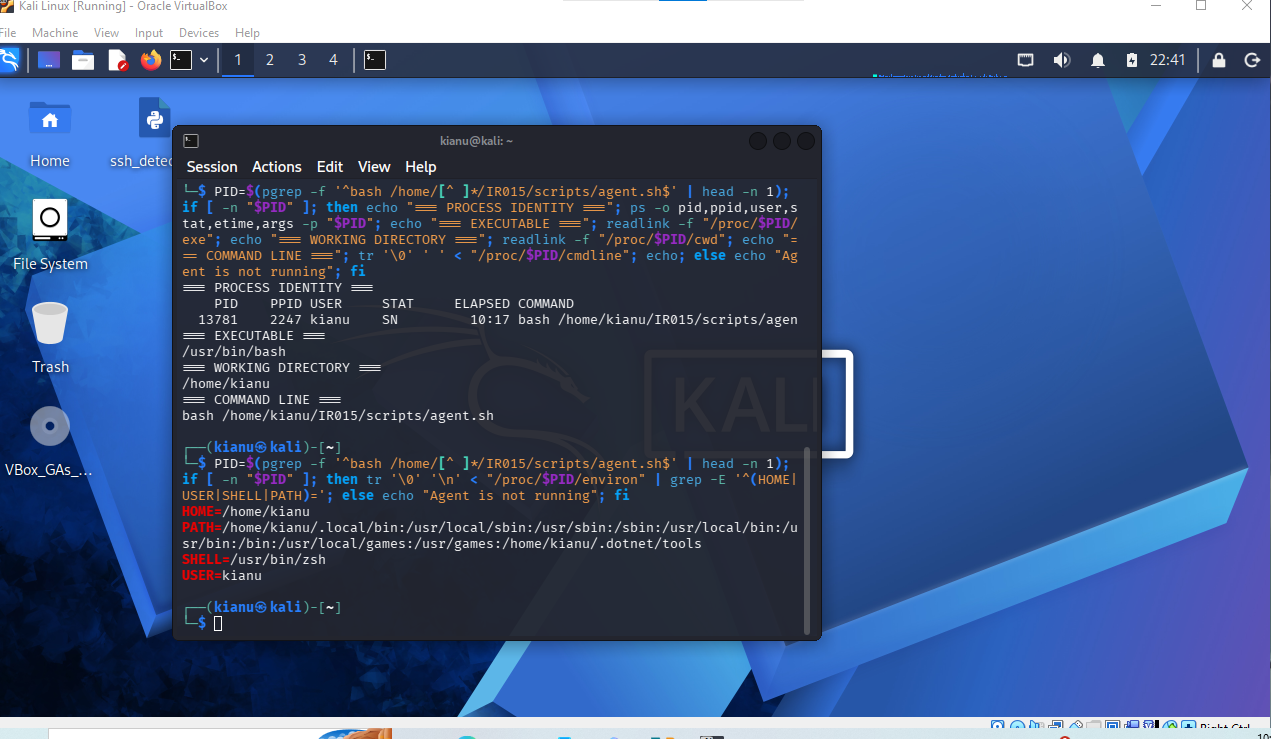 Kali Linux [Running] - Oracle VirtualBox
File Machine View Input Devices Help
1 2 3 4 22:41
Home
ssh_detec
File System
Trash
VBox_GAs_...
kianu@kali: ~
Session Actions Edit View Help
└─$ PID=$(pgrep -f '^bash /home/[^ ]*/IR015/scripts/agent.sh$' | head -n 1);
if [ -n "$PID" ]; then echo "=== PROCESS IDENTITY ==="; ps -o pid,ppid,user,s
tat,etime,args -p "$PID"; echo "=== EXECUTABLE ==="; readlink -f "/proc/$PID/
exe"; echo "=== WORKING DIRECTORY ==="; readlink -f "/proc/$PID/cwd"; echo "=
== COMMAND LINE ==="; tr '\0' ' ' < "/proc/$PID/cmdline"; echo; else echo "Ag
ent is not running"; fi
=== PROCESS IDENTITY ===
PID PPID USER STAT ELAPSED COMMAND
13781 2247 kianu SN 10:17 bash /home/kianu/IR015/scripts/agen
=== EXECUTABLE ===
/usr/bin/bash
=== WORKING DIRECTORY ===
/home/kianu
=== COMMAND LINE ===
bash /home/kianu/IR015/scripts/agent.sh
┌──(kianu㉿kali)-[~]
└─$ PID=$(pgrep -f '^bash /home/[^ ]*/IR015/scripts/agent.sh$' | head -n 1);
if [ -n "$PID" ]; then tr '\0' '\n' < "/proc/$PID/environ" | grep -E '^(HOME|
USER|SHELL|PATH)='; else echo "Agent is not running"; fi
HOME=/home/kianu
PATH=/home/kianu/.local/bin:/usr/local/sbin:/usr/sbin:/sbin:/usr/local/bin:/u
sr/bin:/bin:/usr/local/games:/usr/games:/home/kianu/.dotnet/tools
SHELL=/usr/bin/zsh
USER=kianu
┌──(kianu㉿kali)-[~]
└─$
KALI
Right Ctrl